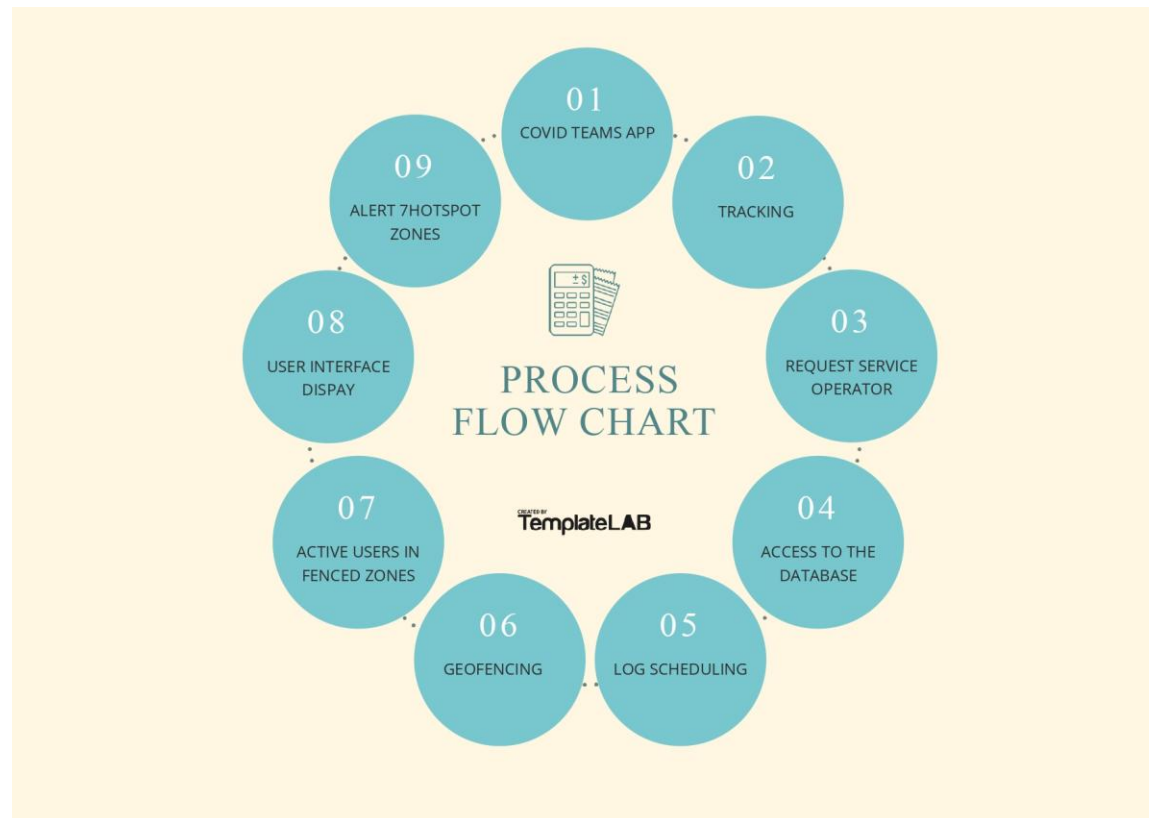 01
COVID TEAMS APP
02
TRACKING
03
REQUEST SERVICE
OPERATOR
04
ACCESS TO THE
DATABASE
05
LOG SCHEDULING
06
GEOFENCING
07
ACTIVE USERS IN
FENCED ZONES
08
USER INTERFACE
DISPAY
09
ALERT 7HOTSPOT
ZONES
± $
PROCESS
FLOW CHART
CREATED BY
TemplateLAB